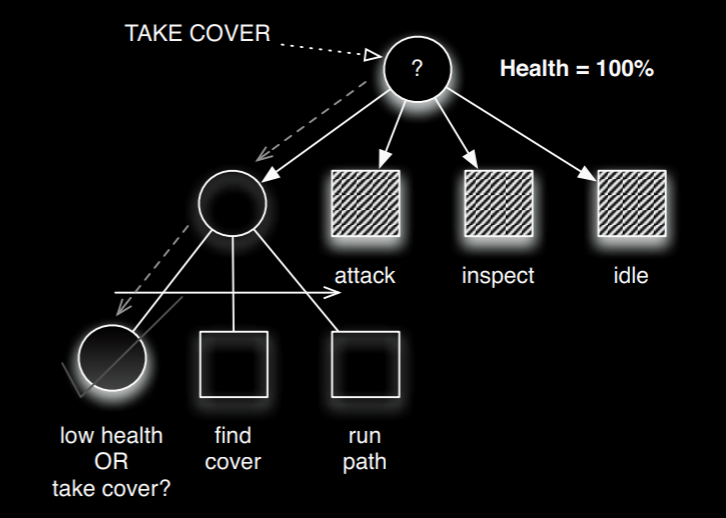 TAKE COVER
?
Health = 100%
attack
inspect
idle
low health
OR
take cover?
find
cover
run
path